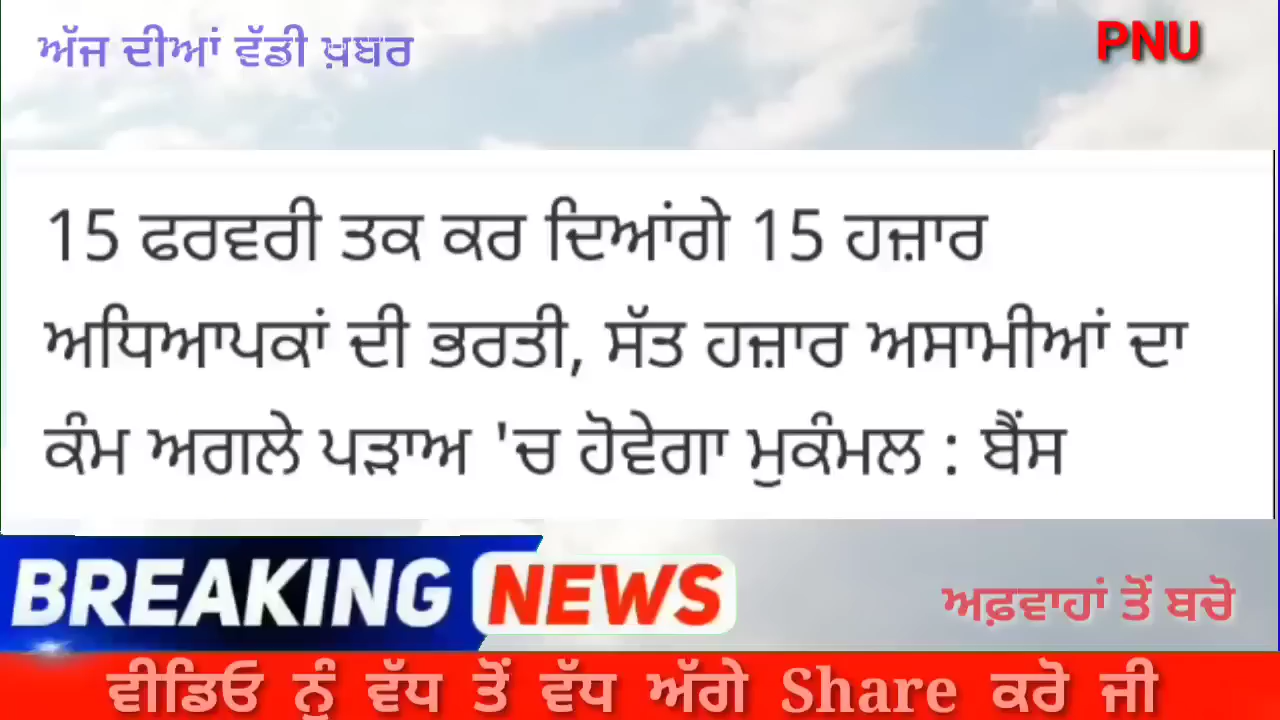 ਅੱਜ ਦੀਆਂ ਵੱਡੀ ਖ਼ਬਰ
PNU
15 ਫਰਵਰੀ ਤਕ ਕਰ ਦਿਆਂਗੇ 15 ਹਜ਼ਾਰ
ਅਧਿਆਪਕਾਂ ਦੀ ਭਰਤੀ, ਸੱਤ ਹਜ਼ਾਰ ਅਸਾਮੀਆਂ ਦਾ
ਕੰਮ ਅਗਲੇ ਪੜਾਅ 'ਚ ਹੋਵੇਗਾ ਮੁਕੰਮਲ : ਬੈਂਸ
BREAKING NEWS
ਅਫ਼ਵਾਹਾਂ ਤੋਂ ਬਚੋ
ਵੀਡਿਓ ਨੂੰ ਵੱਧ ਤੋਂ ਵੱਧ ਅੱਗੇ Share ਕਰੋ ਜੀ